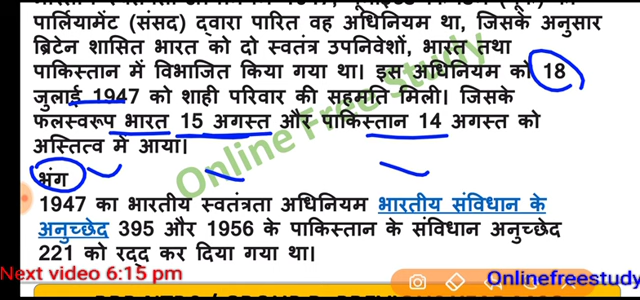 पार्लियामेंट (संसद) द्वारा पारित वह अधिनियम था, जिसके अनुसार
ब्रिटेन शासित भारत को दो स्वतंत्र उपनिवेशों, भारत तथा
पाकिस्तान में विभाजित किया गया था। इस अधिनियम को 18
जुलाई 1947 को शाही परिवार की सहमति मिली। जिसके
फलस्वरूप भारत 15 अगस्त और पाकिस्तान 14 अगस्त को
अस्तित्व में आया।
भंग
1947 का भारतीय स्वतंत्रता अधिनियम भारतीय संविधान के
अनुच्छेद 395 और 1956 के पाकिस्तान के संविधान अनुच्छेद
221 को रदद कर दिया गया था।
Online Free Study
Next video 6:15 pm
Onlinefreestudy